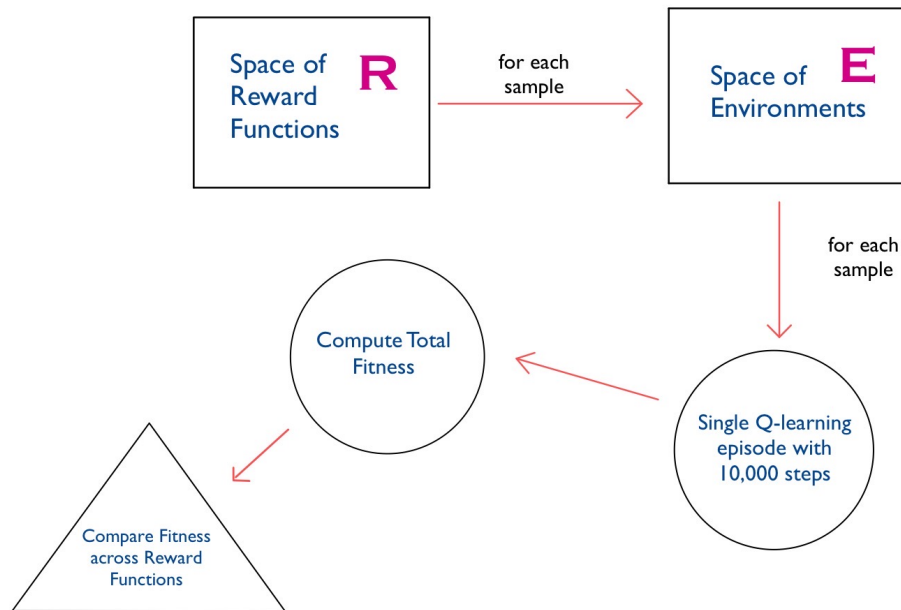 Space of
Reward
Functions
R
for each
sample
Space of
Environments
E
for each
sample
Single Q-learning
episode with
10,000 steps
Compute Total
Fitness
Compare Fitness
across Reward
Functions